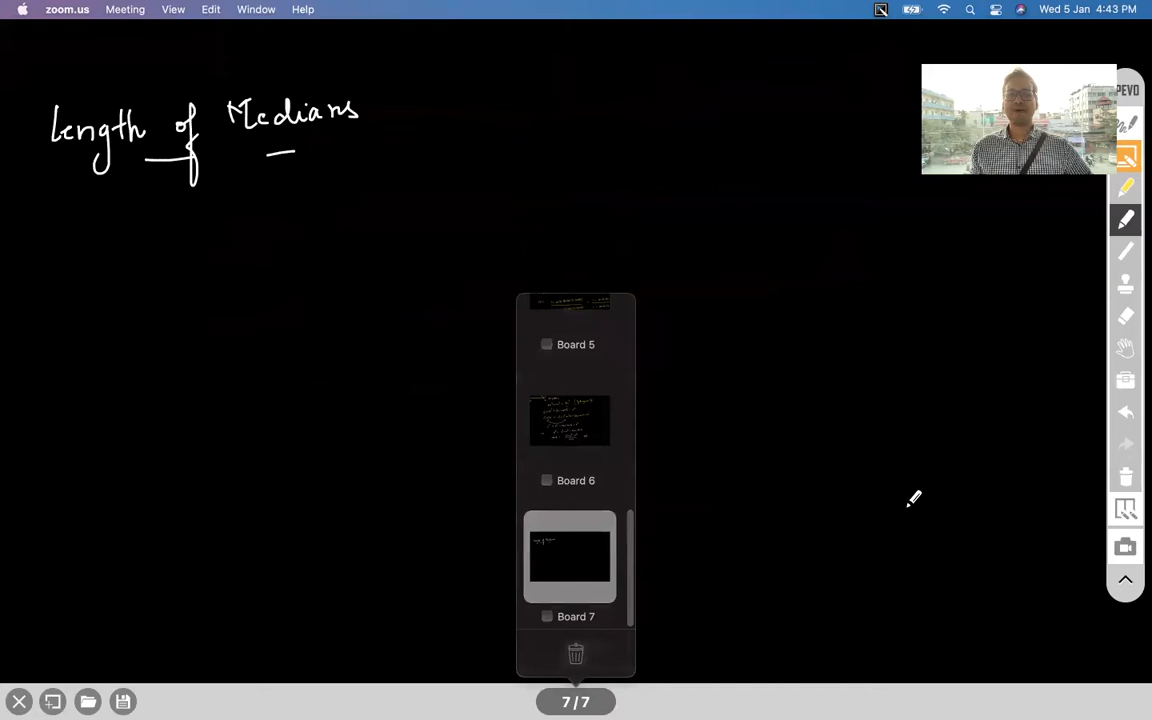 zoom.us Meeting View Edit Window Help Wed 5 Jan 4:43 PM
Length of Medians
Board 5
Board 6
Board 7
7/7